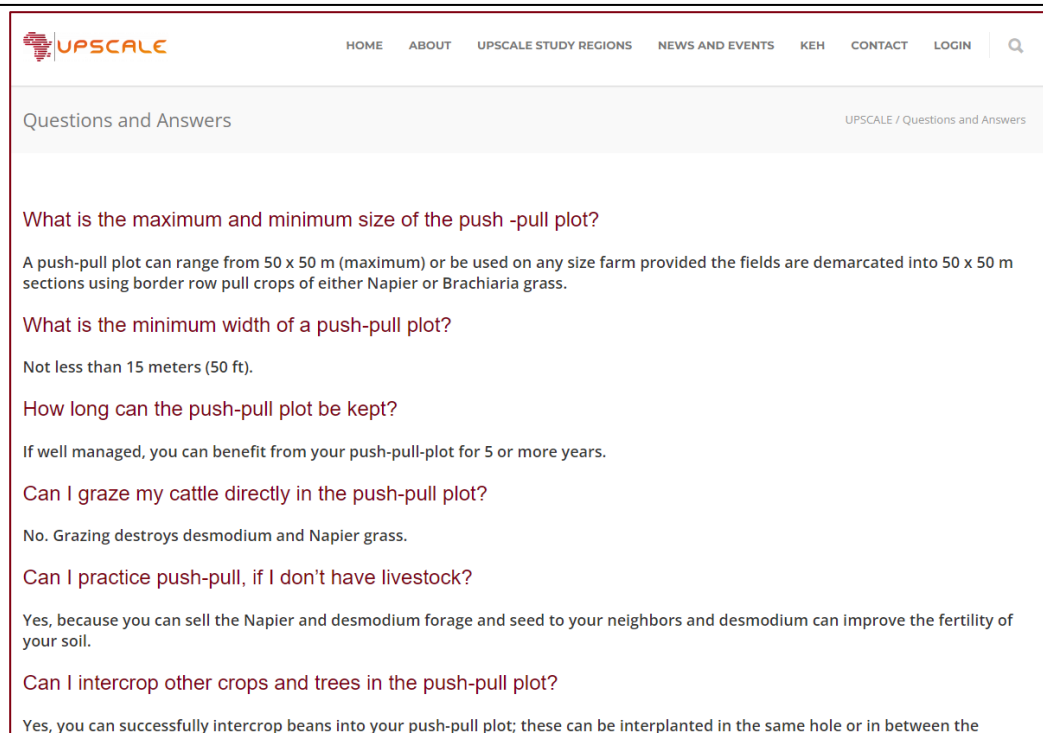 UPSCALE
HOME ABOUT UPSCALE STUDY REGIONS NEWS AND EVENTS KEH CONTACT LOGIN
Questions and Answers
UPSCALE / Questions and Answers
What is the maximum and minimum size of the push -pull plot?
A push-pull plot can range from 50 x 50 m (maximum) or be used on any size farm provided the fields are demarcated into 50 x 50 m
sections using border row pull crops of either Napier or Brachiaria grass.
What is the minimum width of a push-pull plot?
Not less than 15 meters (50 ft).
How long can the push-pull plot be kept?
If well managed, you can benefit from your push-pull-plot for 5 or more years.
Can I graze my cattle directly in the push-pull plot?
No. Grazing destroys desmodium and Napier grass.
Can I practice push-pull, if I don’t have livestock?
Yes, because you can sell the Napier and desmodium forage and seed to your neighbors and desmodium can improve the fertility of
your soil.
Can I intercrop other crops and trees in the push-pull plot?
Yes, you can successfully intercrop beans into your push-pull plot; these can be interplanted in the same hole or in between the